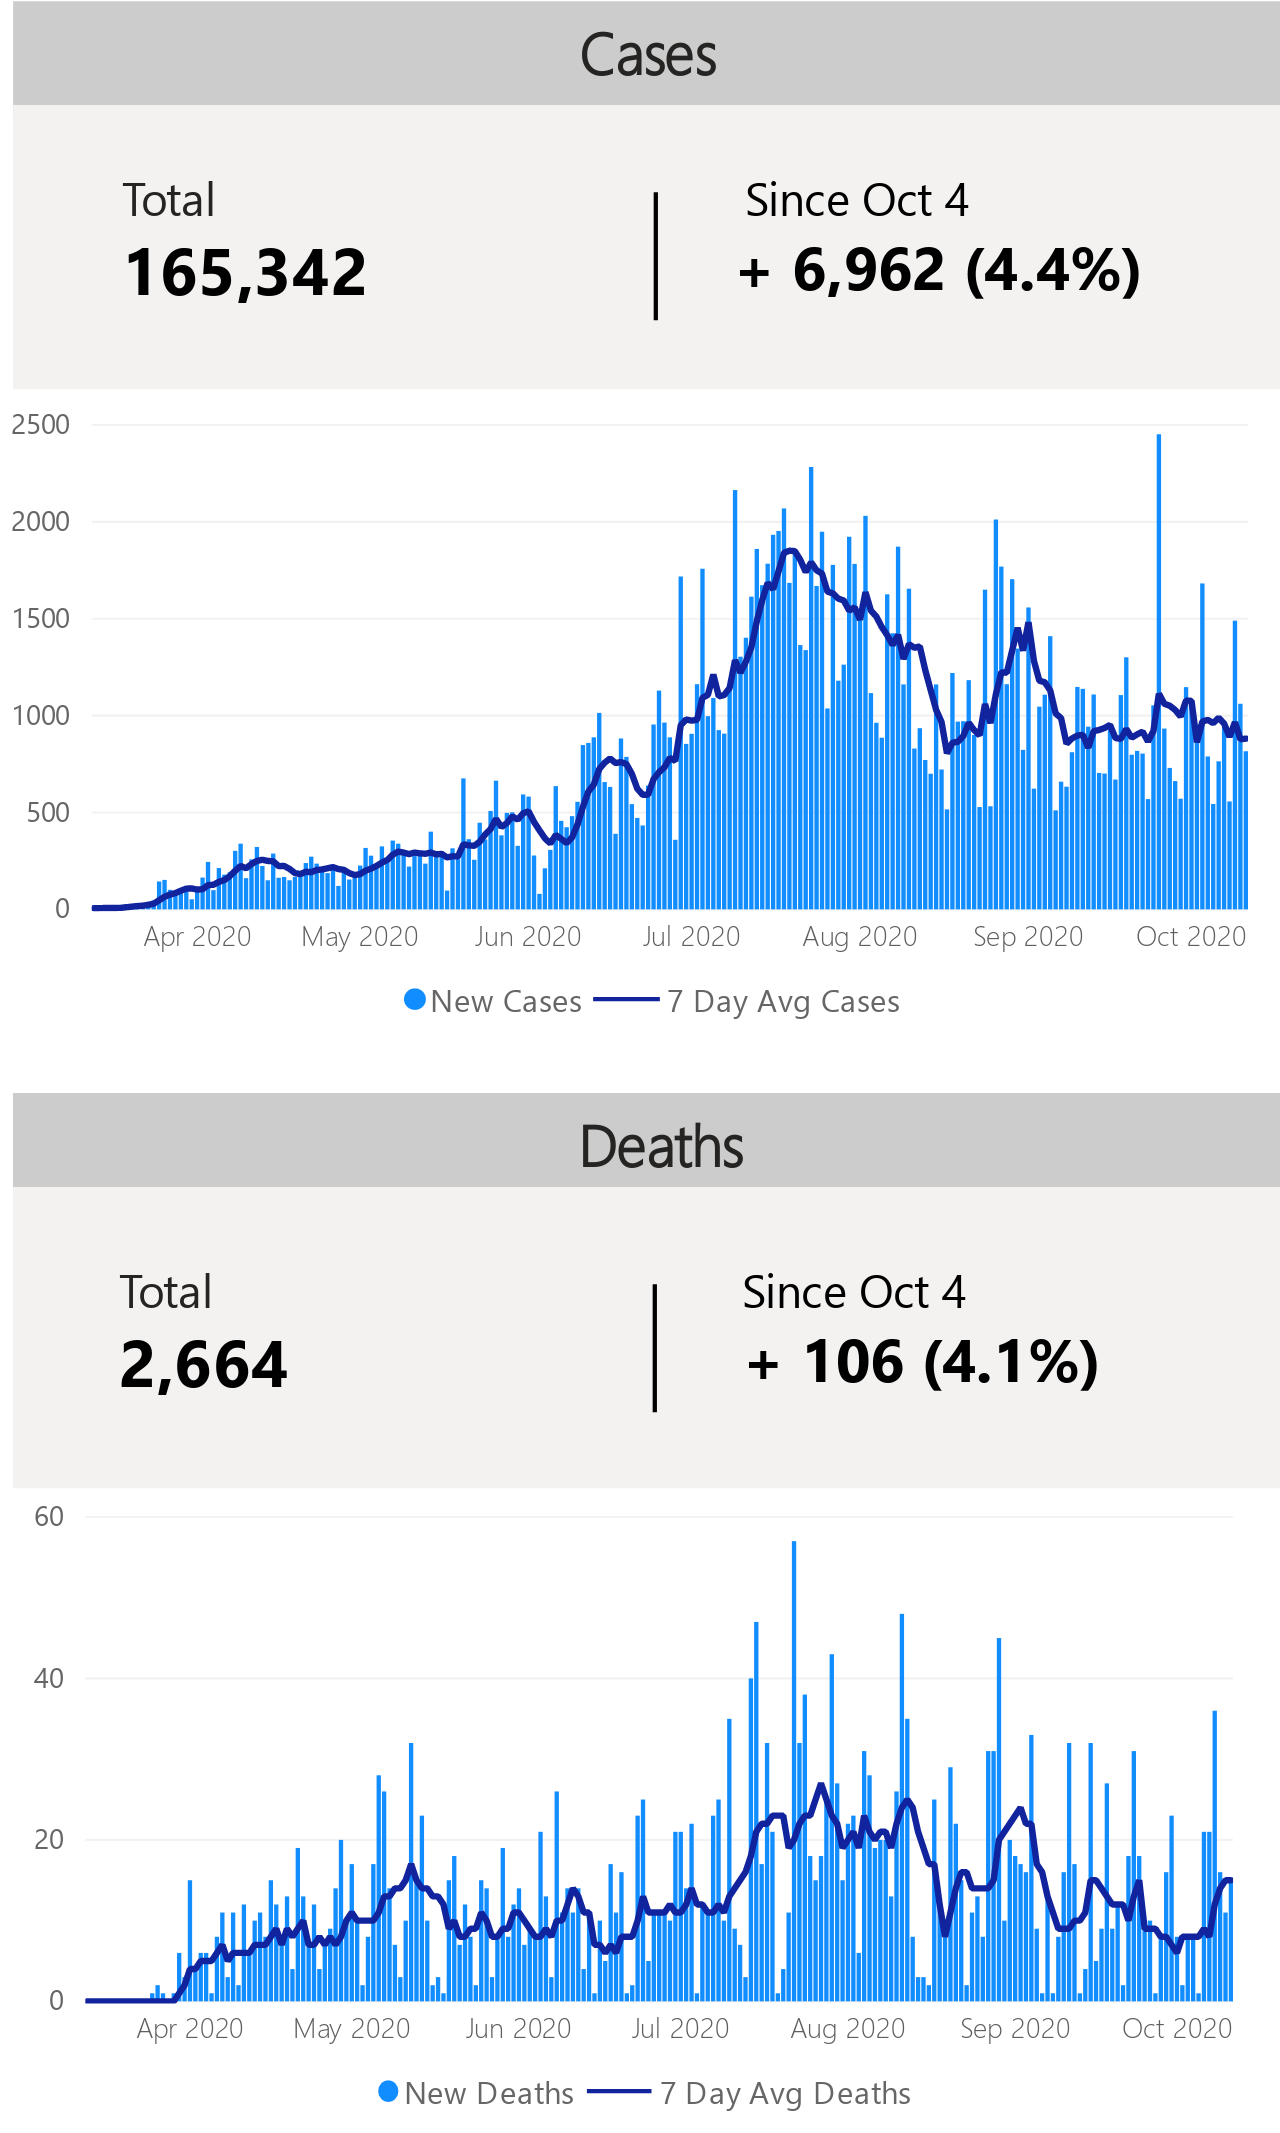 Cases
Total
Since Oct 4
165,342
+ 6,962 (4.4%)
2500
2000
1500
1000
500
0
Apr 2020 May 2020 Jun 2020 Jul 2020 Aug 2020 Sep 2020 Oct 2020
New Cases 7 Day Avg Cases
Deaths
Total
Since Oct 4
2,664
+ 106 (4.1%)
60
40
20
0
Apr 2020 May 2020 Jun 2020 Jul 2020 Aug 2020 Sep 2020 Oct 2020
New Deaths 7 Day Avg Deaths